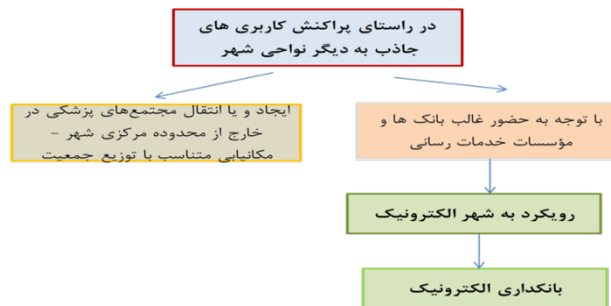 در راستای پراکنش کاربری های
جاذب به دیگر نواحی شهر
با توجه به حضور غالب بانک ها و
مؤسسات خدمات رسانی
ایجاد و یا انتقال مجتمع‌های پزشکی در
خارج از محدوده مرکزی شهر –
مکانیابی متناسب با توزیع جمعیت
رویکرد به شهر الکترونیک
بانکداری الکترونیک